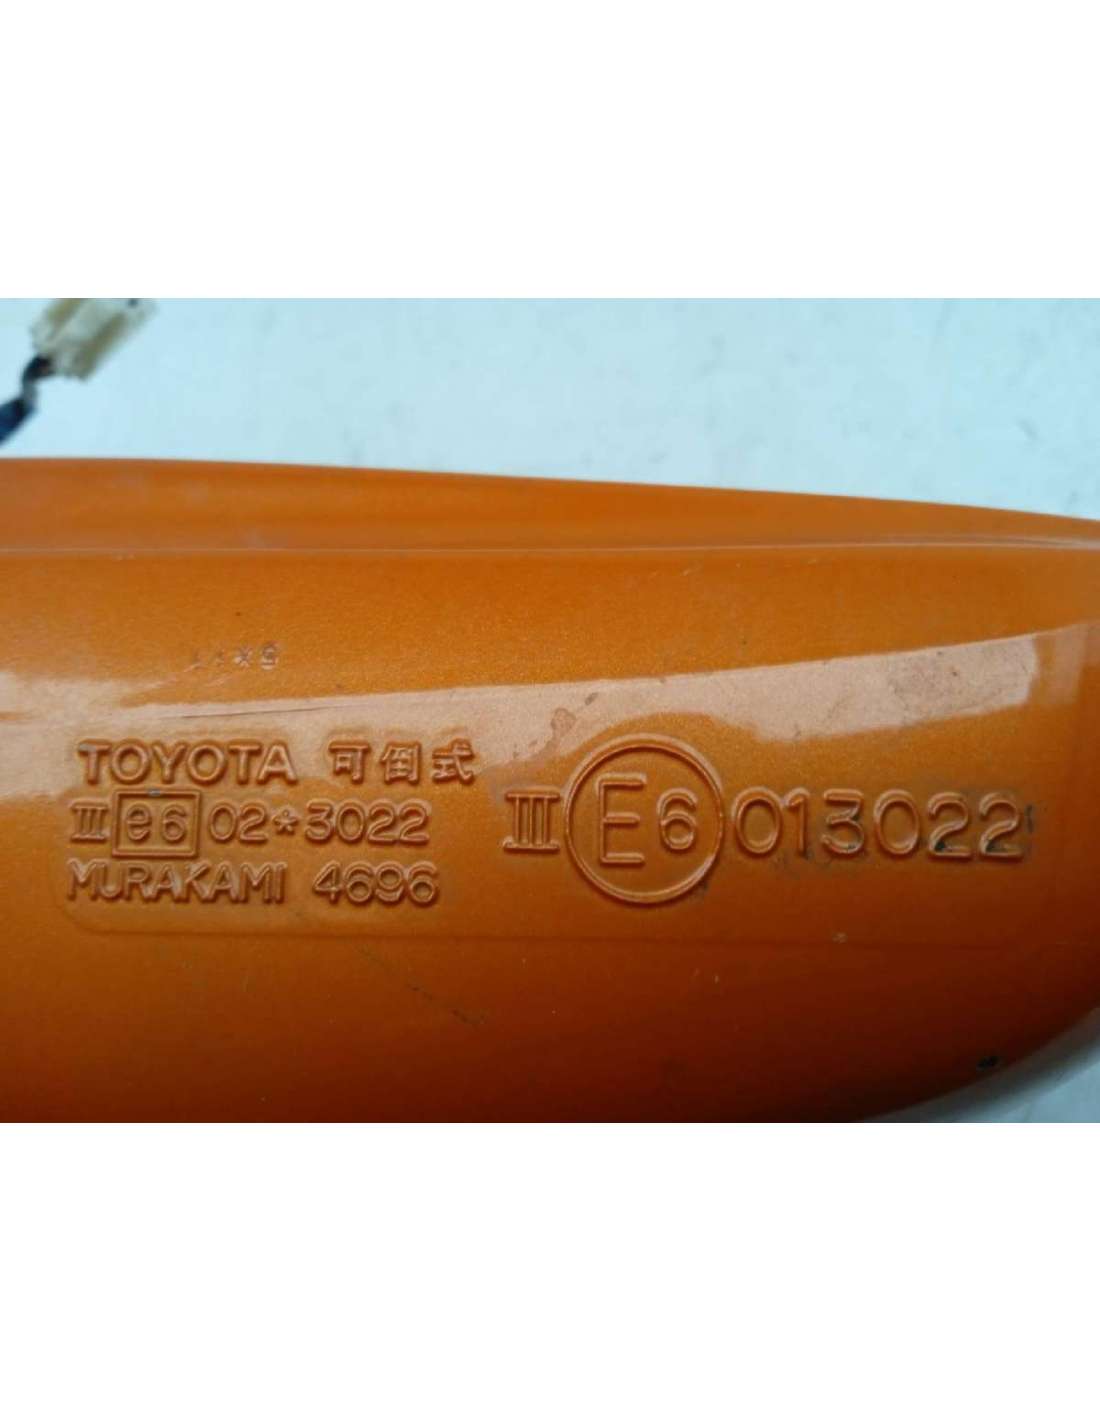 TOYOTA 可倒式
III e6 02*3022
MURAKAMI 4696
III E6 013022